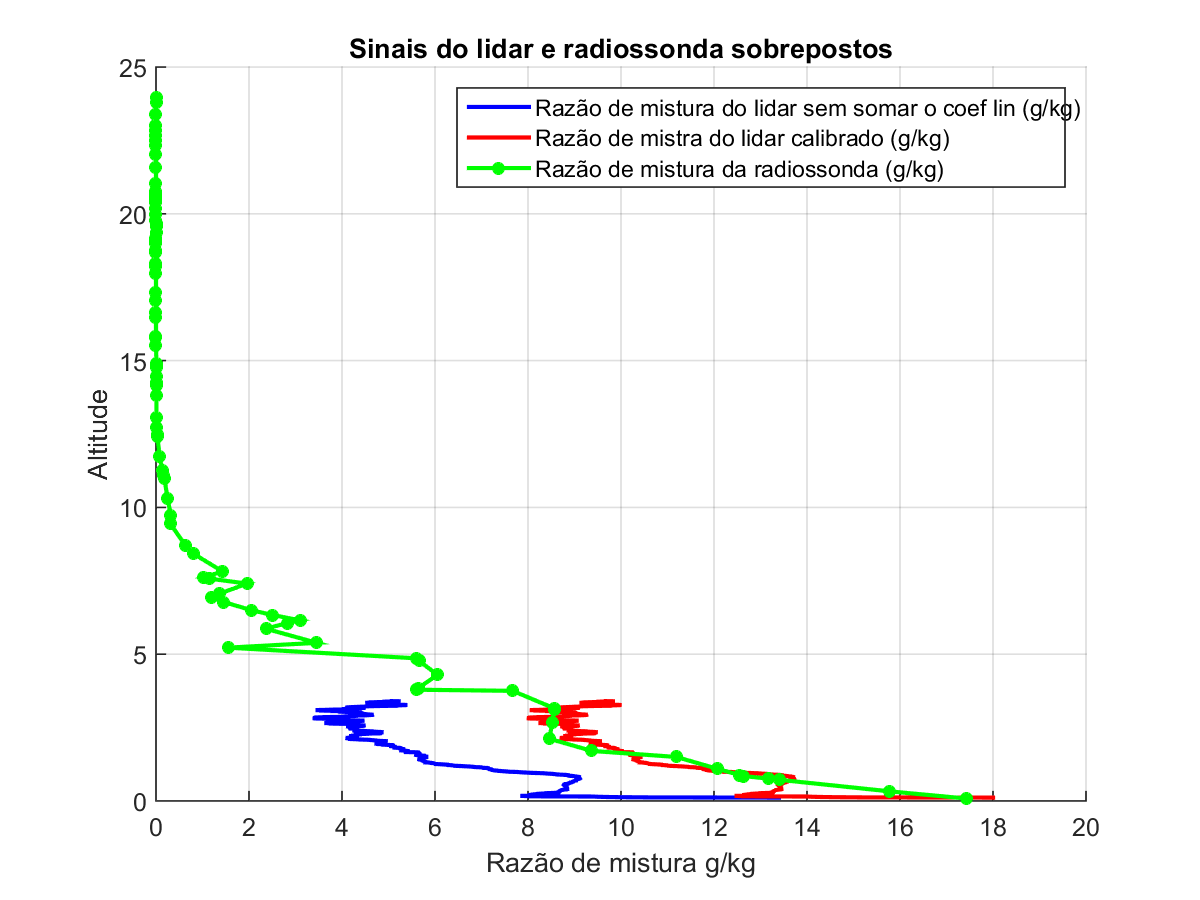 Sinais do lidar e radiossonda sobrepostos
25
Razão de mistura do lidar sem somar o coef lin (g/kg)
Razão de mistra do lidar calibrado (g/kg)
Razão de mistura da radiossonda (g/kg)
20
15
Altitude
10
5
0
0 2 4 6 8 10 12 14 16 18 20
Razão de mistura g/kg